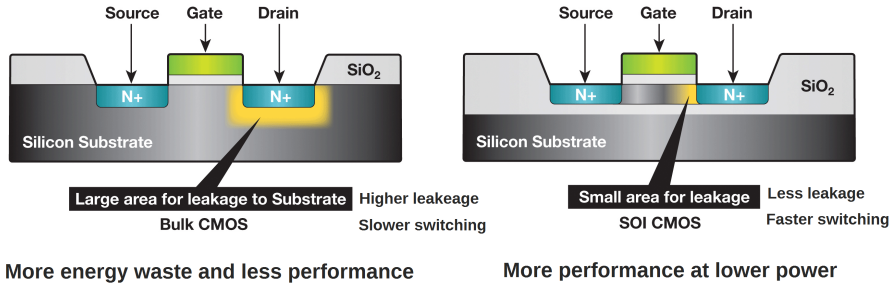 Source Gate Drain
SiO2
N+ N+
Silicon Substrate
Large area for leakage to Substrate
Higher leakeage
Bulk CMOS
Slower switching
More energy waste and less performance
Source Gate Drain
N+ N+
SiO2
Silicon Substrate
Small area for leakage
Less leakage
SOI CMOS
Faster switching
More performance at lower power